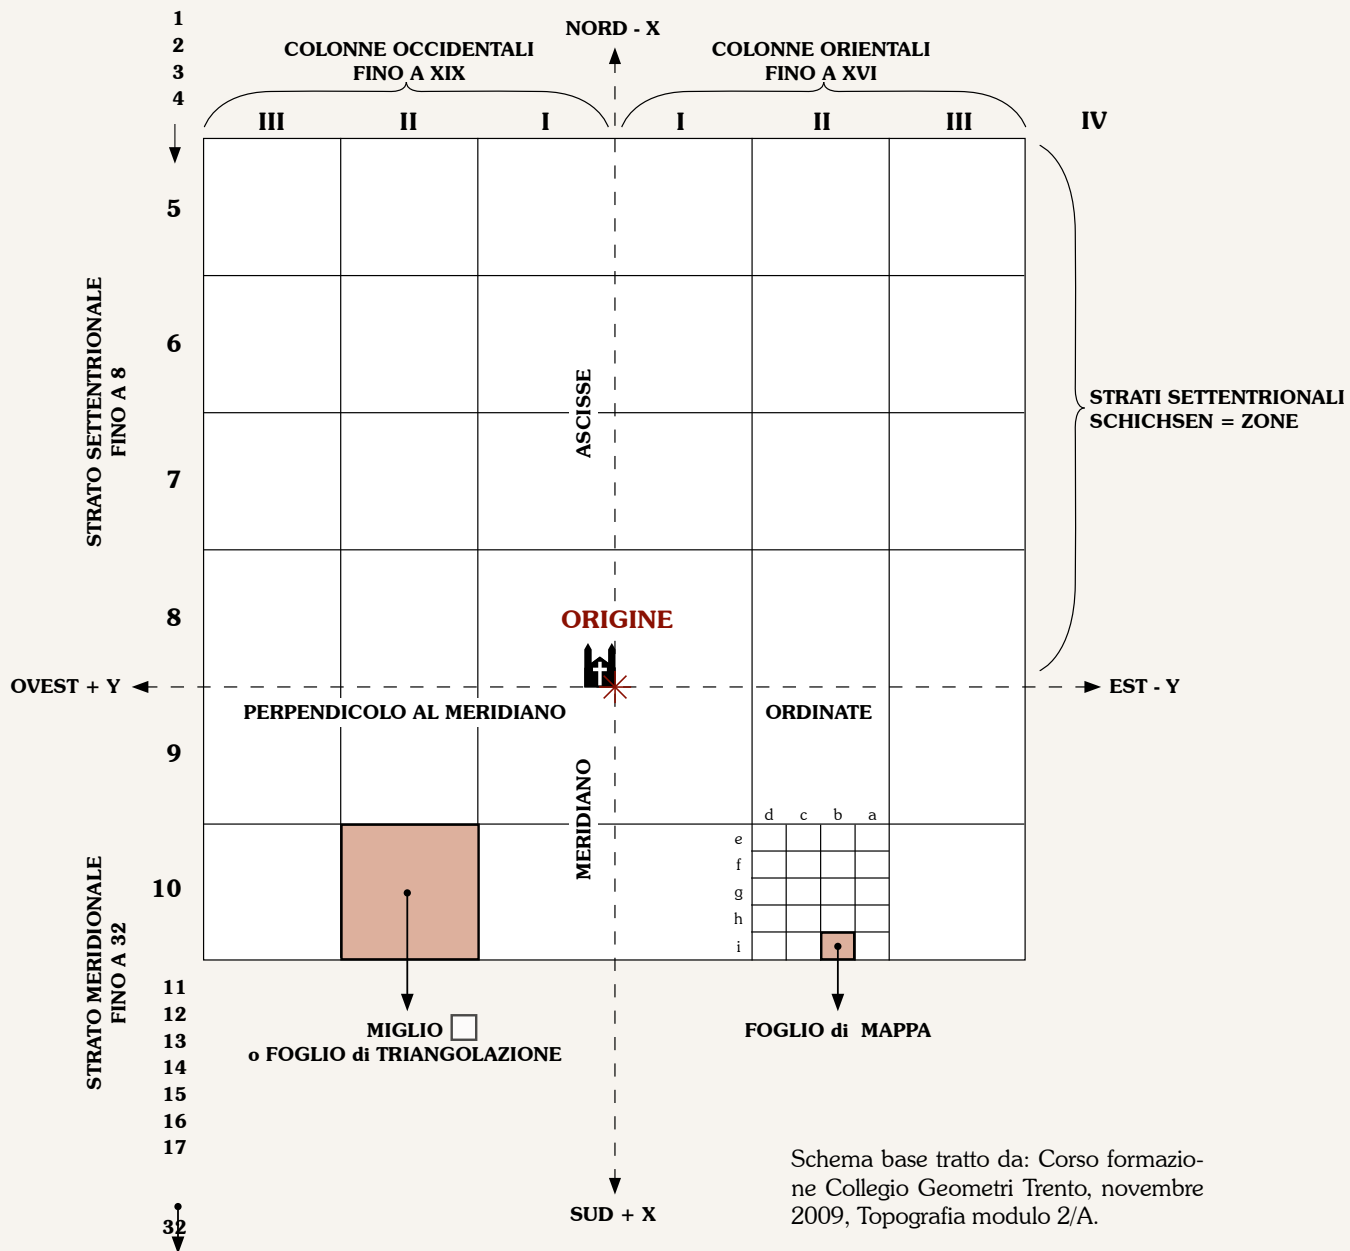 1
2
3
4
NORD - X
COLONNE OCCIDENTALI
FINO A XIX
COLONNE ORIENTALI
FINO A XVI
III
II
I
I
II
III
IV
5
6
7
8
9
10
11
12
13
14
15
16
17
32
STRATO SETTENTRIONALE
FINO A 8
ASCISSE
STRATI SETTENTRIONALI
SCHICHSEN = ZONE
ORIGINE
OVEST + Y
EST - Y
PERPENDICOLO AL MERIDIANO
ORDINATE
MERIDIANO
d c b a
e
f
g
h
i
STRATO MERIDIONALE
FINO A 32
MIGLIO
o FOGLIO di TRIANGOLAZIONE
FOGLIO di MAPPA
SUD + X
Schema base tratto da: Corso formazio-
ne Collegio Geometri Trento, novembre
2009, Topografia modulo 2/A.